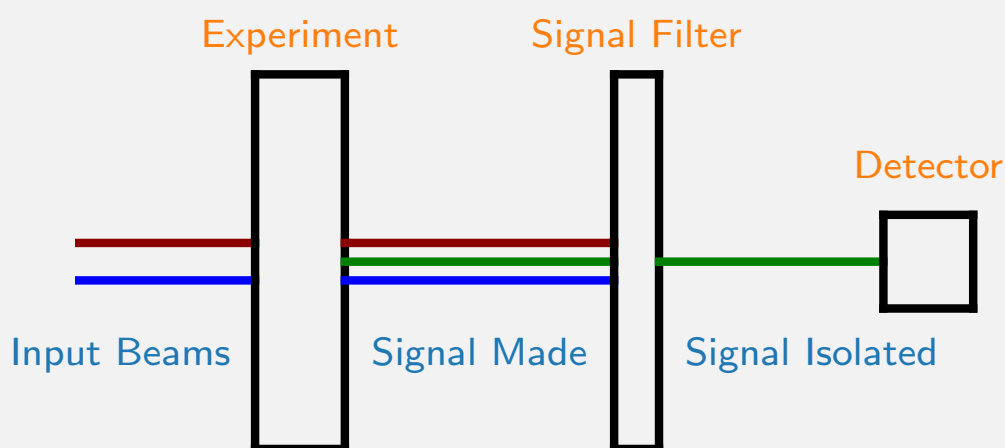 Experiment
Signal Filter
Detector
Input Beams
Signal Made
Signal Isolated